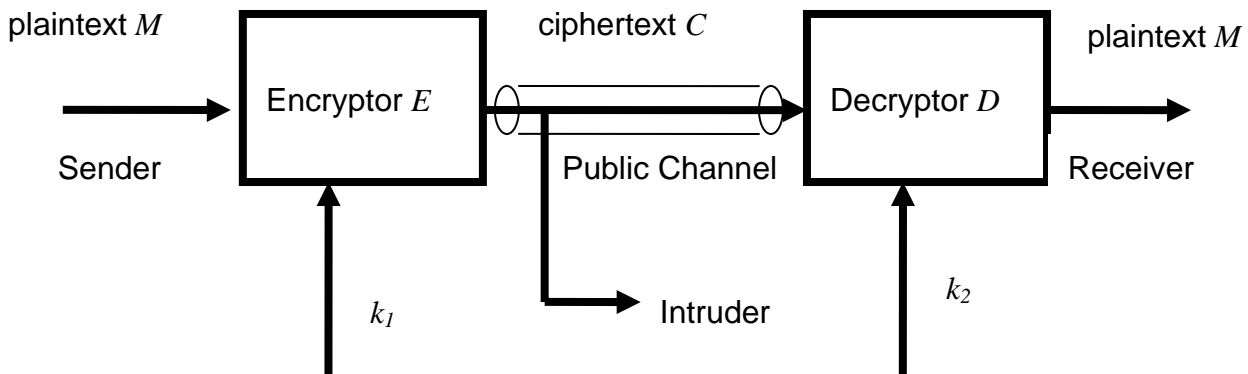 plaintext M
ciphertext C
plaintext M
Encryptor E
Decryptor D
Sender
Public Channel
Receiver
k1
Intruder
k2